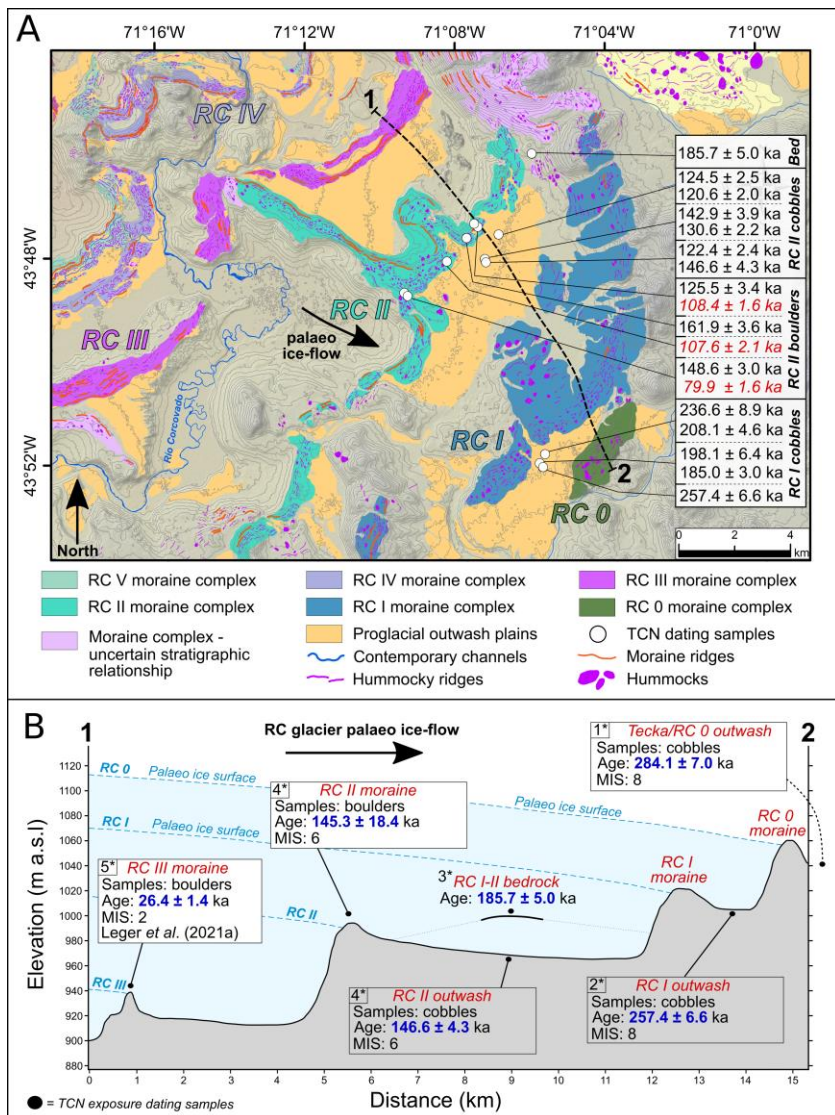 A
71°16'W
71°12'W
71°08'W
71°04'W
71°0'W
43°48'W
43°52'W
RC IV
1
RC II
RC III
palaeo
ice-flow
Rio Corcovado
RC I
2
RC 0
North
185.7 ± 5.0 ka
Bed
124.5 ± 2.5 ka
120.6 ± 2.0 ka
142.9 ± 3.9 ka
130.6 ± 2.2 ka
122.4 ± 2.4 ka
146.6 ± 4.3 ka
RC II cobbles
125.5 ± 3.4 ka
108.4 ± 1.6 ka
161.9 ± 3.6 ka
107.6 ± 2.1 ka
148.6 ± 3.0 ka
79.9 ± 1.6 ka
RC II boulders
236.6 ± 8.9 ka
208.1 ± 4.6 ka
198.1 ± 6.4 ka
185.0 ± 3.0 ka
257.4 ± 6.6 ka
RC I cobbles
0 2 4
km
RC V moraine complex
RC IV moraine complex
RC III moraine complex
RC II moraine complex
RC I moraine complex
RC 0 moraine complex
Moraine complex -
uncertain stratigraphic
relationship
Proglacial outwash plains
TCN dating samples
Contemporary channels
Moraine ridges
Hummocky ridges
Hummocks
B
1
RC glacier palaeo ice-flow
2
1* Tecka/RC 0 outwash
Samples: cobbles
Age: 284.1 ± 7.0 ka
MIS: 8
RC 0 Palaeo ice surface
Palaeo ice surface
4* RC II moraine
Samples: boulders
Age: 145.3 ± 18.4 ka
MIS: 6
RC 0
moraine
RC I Palaeo ice surface
5* RC III moraine
Samples: boulders
Age: 26.4 ± 1.4 ka
MIS: 2
Leger et al. (2021a)
RC II
3* RC I-II bedrock
Age: 185.7 ± 5.0 ka
RC I
moraine
RC III
4* RC II outwash
Samples: cobbles
Age: 146.6 ± 4.3 ka
MIS: 6
2* RC I outwash
Samples: cobbles
Age: 257.4 ± 6.6 ka
MIS: 8
Elevation (m a.s.l)
1120
1100
1080
1060
1040
1020
1000
980
960
940
920
900
880
0 1 2 3 4 5 6 7 8 9 10 11 12 13 14 15
Distance (km)
= TCN exposure dating samples